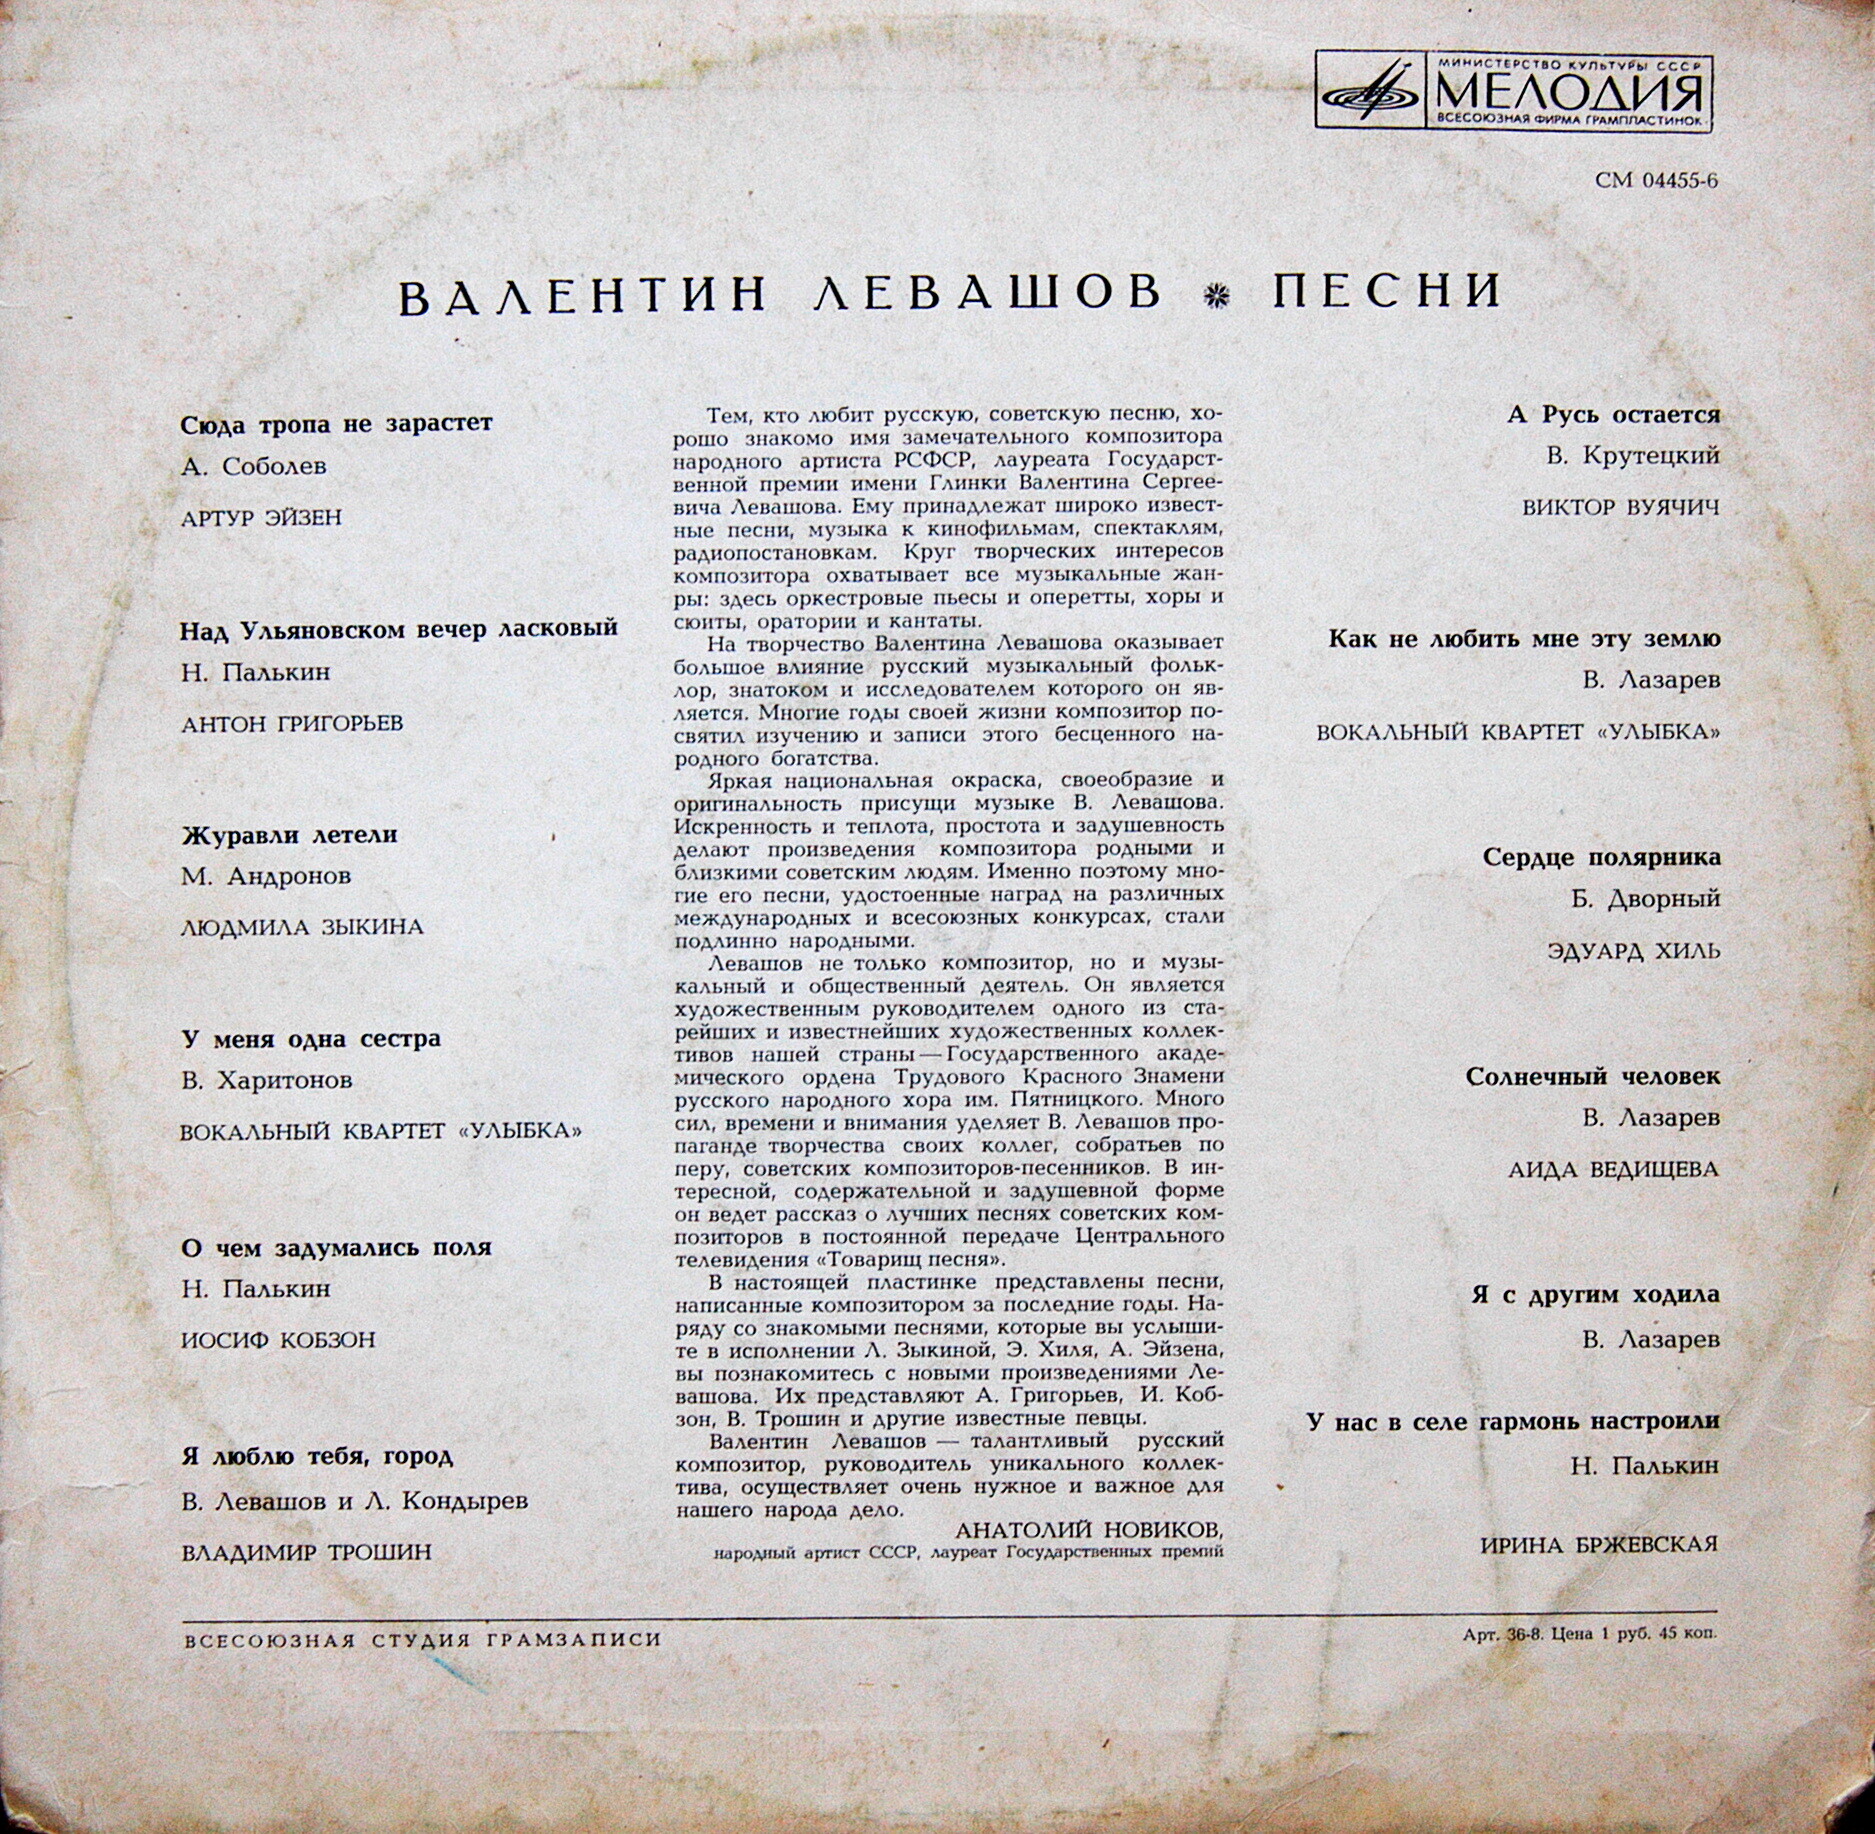 МИНИСТЕРСТВО КУЛЬТУРЫ СССР
МЕЛОДИЯ
ВСЕСОЮЗНАЯ ФИРМА ГРАМПЛАСТИНОК
СМ 04455-6
ВАЛЕНТИН ЛЕВАШОВ * ПЕСНИ
Сюда тропа не зарастет
А. Соболев
АРТУР ЭЙЗЕН
Над Ульяновском вечер ласковый
Н. Палькин
АНТОН ГРИГОРЬЕВ
Журавли летели
М. Андронов
ЛЮДМИЛА ЗЫКИНА
У меня одна сестра
В. Харитонов
ВОКАЛЬНЫЙ КВАРТЕТ «УЛЫБКА»
О чем задумались поля
Н. Палькин
ИОСИФ КОБЗОН
Я люблю тебя, город
В. Левашов и Л. Кондырев
ВЛАДИМИР ТРОШИН
Тем, кто любит русскую, советскую песню, хо-
рошо знакомо имя замечательного композитора
народного артиста РСФСР, лауреата Государст-
венной премии имени Глинки Валентина Сергее-
вича Левашова. Ему принадлежат широко извест-
ные песни, музыка к кинофильмам, спектаклям,
радиопостановкам. Круг творческих интересов
композитора охватывает все музыкальные жан-
ры: здесь оркестровые пьесы и оперетты, хоры и
сюиты, оратории и кантаты.
На творчество Валентина Левашова оказывает
большое влияние русский музыкальный фольк-
лор, знатоком и исследователем которого он яв-
ляется. Многие годы своей жизни композитор по-
святил изучению и записи этого бесценного на-
родного богатства.
Яркая национальная окраска, своеобразие и
оригинальность присущи музыке В. Левашова.
Искренность и теплота, простота и задушевность
делают произведения композитора родными и
близкими советским людям. Именно поэтому мно-
гие его песни, удостоенные наград на различных
международных и всесоюзных конкурсах, стали
подлинно народными.
Левашов не только композитор, но и музы-
кальный и общественный деятель. Он является
художественным руководителем одного из ста-
рейших и известнейших художественных коллек-
тивов нашей страны — Государственного акаде-
мического ордена Трудового Красного Знамени
русского народного хора им. Пятницкого. Много
сил, времени и внимания уделяет В. Левашов про-
паганде творчества своих коллег, собратьев по
перу, советских композиторов-песенников. В ин-
тересной, содержательной и задушевной форме
он ведет рассказ о лучших песнях советских ком-
позиторов в постоянной передаче Центрального
телевидения «Товарищ песня».
В настоящей пластинке представлены песни,
написанные композитором за последние годы. На-
ряду со знакомыми песнями, которые вы услыши-
те в исполнении Л. Зыкиной, Э. Хиля, А. Эйзена,
вы познакомитесь с новыми произведениями Ле-
вашова. Их представляют А. Григорьев, И. Коб-
зон, В. Трошин и другие известные певцы.
Валентин Левашов — талантливый русский
композитор, руководитель уникального коллек-
тива, осуществляет очень нужное и важное для
нашего народа дело.
АНАТОЛИЙ НОВИКОВ,
народный артист СССР, лауреат Государственных премий
А Русь остается
В. Крутецкий
ВИКТОР ВУЯЧИЧ
Как не любить мне эту землю
В. Лазарев
ВОКАЛЬНЫЙ КВАРТЕТ «УЛЫБКА»
Сердце полярника
Б. Дворный
ЭДУАРД ХИЛЬ
Солнечный человек
В. Лазарев
АИДА ВЕДИЩЕВА
Я с другим ходила
В. Лазарев
У нас в селе гармонь настроили
Н. Палькин
ИРИНА БРЖЕВСКАЯ
ВСЕСОЮЗНАЯ СТУДИЯ ГРАМЗАПИСИ
Арт. 36-8. Цена 1 руб. 45 коп.